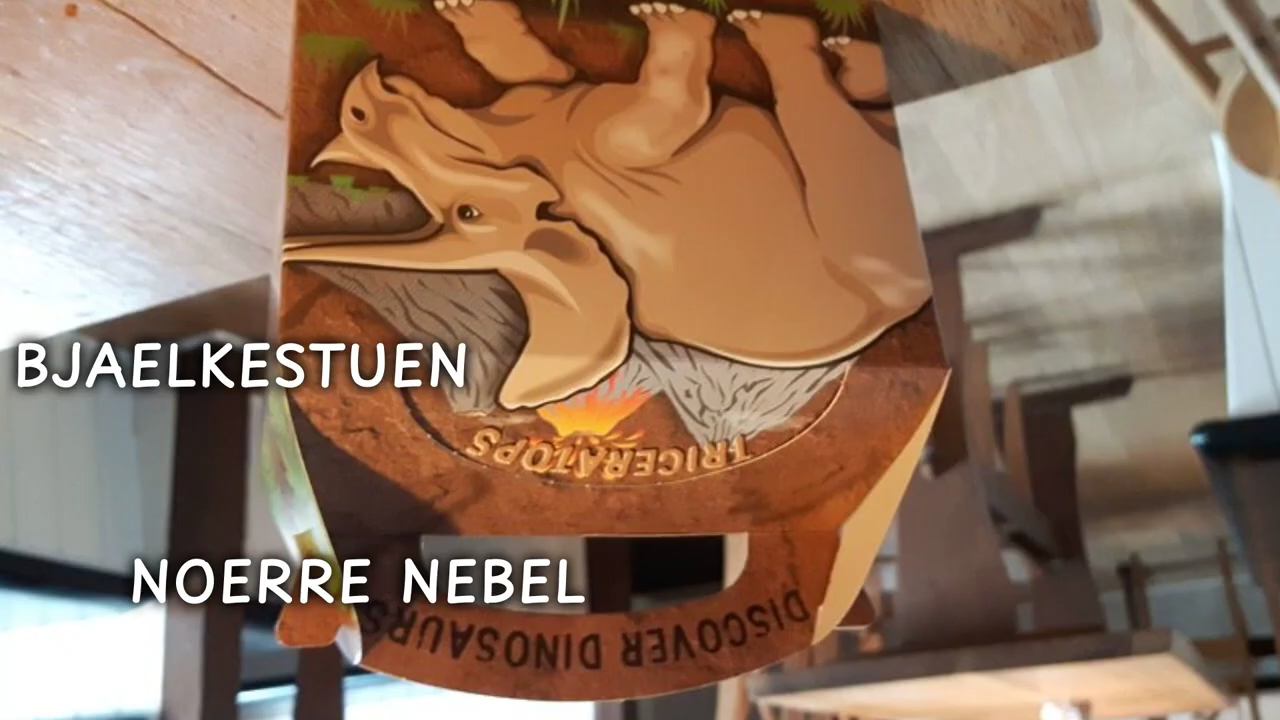 BJAELKESTUEN
TRICERATOPS
NOERRE NEBEL
DISCOVER DINOSAURS